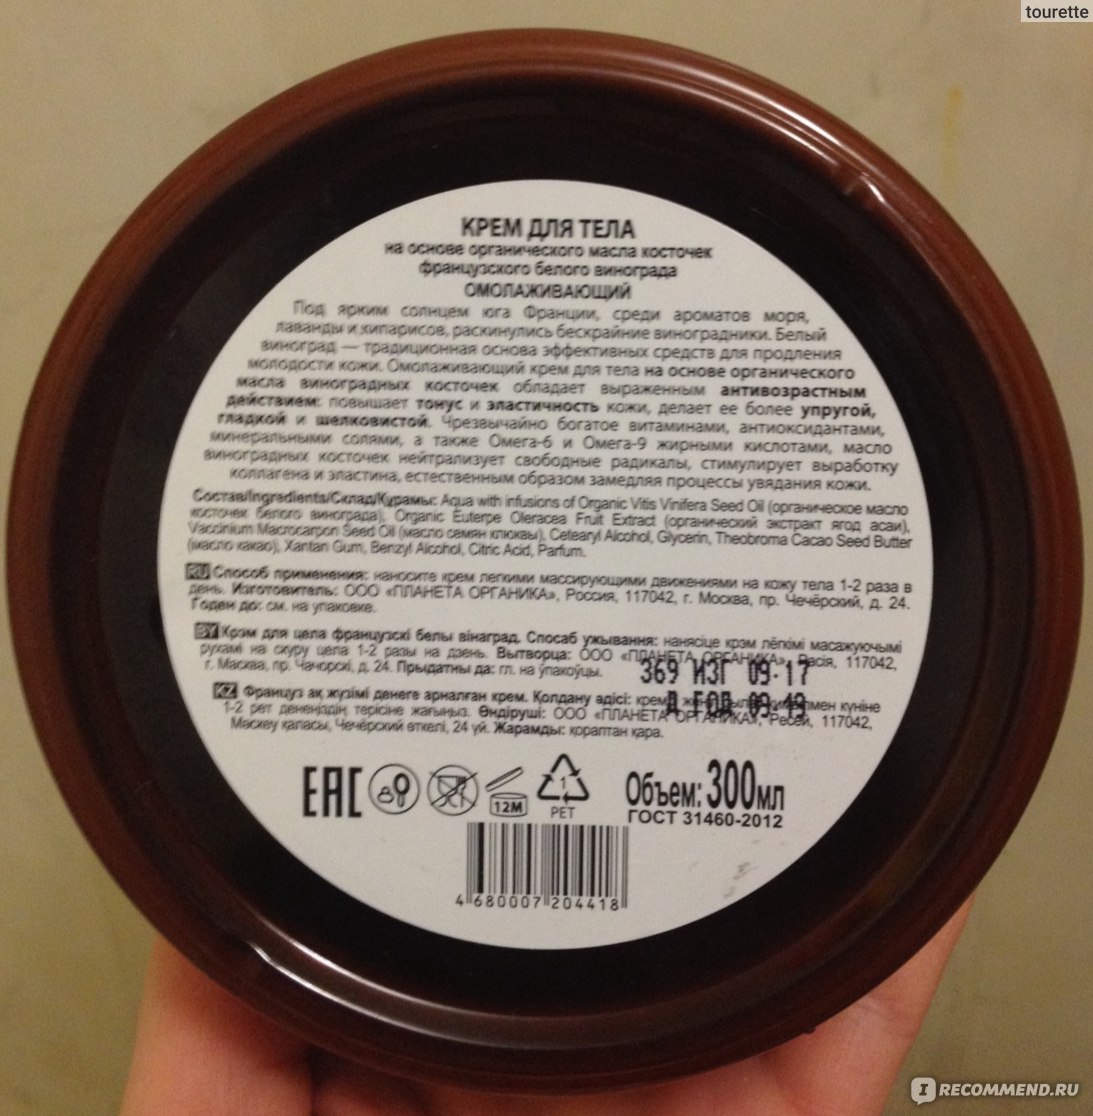 tourette
КРЕМ ДЛЯ ТЕЛА
на основе органического масла косточек
французского белого винограда
ОМОЛАЖИВАЮЩИЙ
Под ярким солнцем юга Франции, среди ароматов моря,
лаванды и кипарисов, раскинулись бескрайние виноградники. Белый
виноград — традиционная основа эффективных средств для продления
молодости кожи. Омолаживающий крем для тела на основе органического
масла виноградных косточек обладает выраженным антивозрастным
действием: повышает тонус и эластичность кожи, делает ее более упругой,
гладкой и шелковистой. Чрезвычайно богатое витаминами, антиоксидантами,
минеральными солями, а также Омега-6 и Омега-9 жирными кислотами, масло
виноградных косточек нейтрализует свободные радикалы, стимулирует выработку
коллагена и эластина, естественным образом замедляя процессы увядания кожи.
Состав/Ingredients/Склад/Құрамы: Aqua with infusions of Organic Vitis Vinifera Seed Oil (органическое масло
косточек белого винограда), Organic Euterpe Oleracea Fruit Extract (органический экстракт ягод асаи),
Vaccinium Macrocarpon Seed Oil (масло семян клюквы), Cetearyl Alcohol, Glycerin, Theobroma Cacao Seed Butter
(масло какао), Xantan Gum, Benzyl Alcohol, Citric Acid, Parfum.
RU Способ применения: наносите крем легкими массирующими движениями на кожу тела 1-2 раза в
день. Изготовитель: ООО «ПЛАНЕТА ОРГАНИКА», Россия, 117042, г. Москва, пр. Чечёрский, д. 24.
Годен до: см. на упаковке.
BY Крэм для цела французскі белы вінаград. Спосаб ужывання: нанясіце крэм лёгкімі масажуючымі
рухамі на скуру цела 1-2 разы на дзень. Вытворца: ООО «ПЛАНЕТА ОРГАНИКА», Расія, 117042,
г. Масква, пр. Чачорскі, д. 24. Прыдатны да: гл. на ўпакоўцы.
369 ИЗГ 09 17
KZ Француз ақ жүзімі денеге арналған крем. Қолдану әдісі: кремді күніне
Д ГОД 09 19
1-2 рет дененіздің терісіне жағыңыз. Өндіруші: ООО «ПЛАНЕТА ОРГАНИКА», Ресей, 117042,
Мәскеу қаласы, Чечёрский өткелі, 24 үй. Жарамды: қораптан қара.
EAC
12M
1
PET
Объем: 300мл
ГОСТ 31460-2012
4 680007 204418
IRECOMMEND.RU